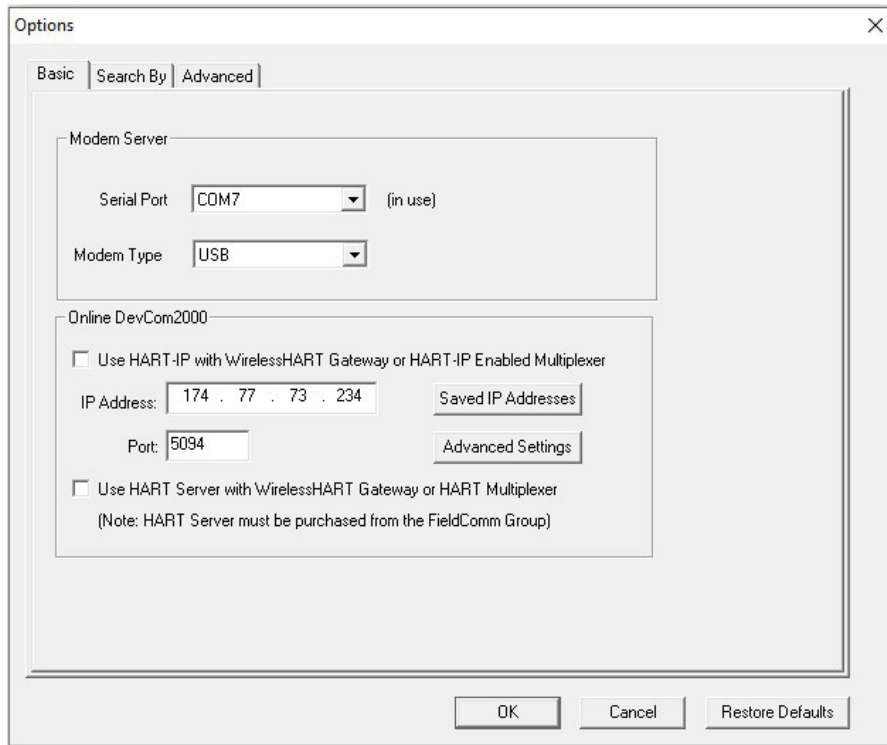 Options
Basic Search By Advanced
Modem Server
Serial Port COM7 (in use)
Modem Type USB
Online DevCom2000
Use HART-IP with WirelessHART Gateway or HART-IP Enabled Multiplexer
IP Address: 174 . 77 . 73 . 234 Saved IP Addresses
Port: 5094 Advanced Settings
Use HART Server with WirelessHART Gateway or HART Multiplexer
(Note: HART Server must be purchased from the FieldComm Group)
OK Cancel Restore Defaults